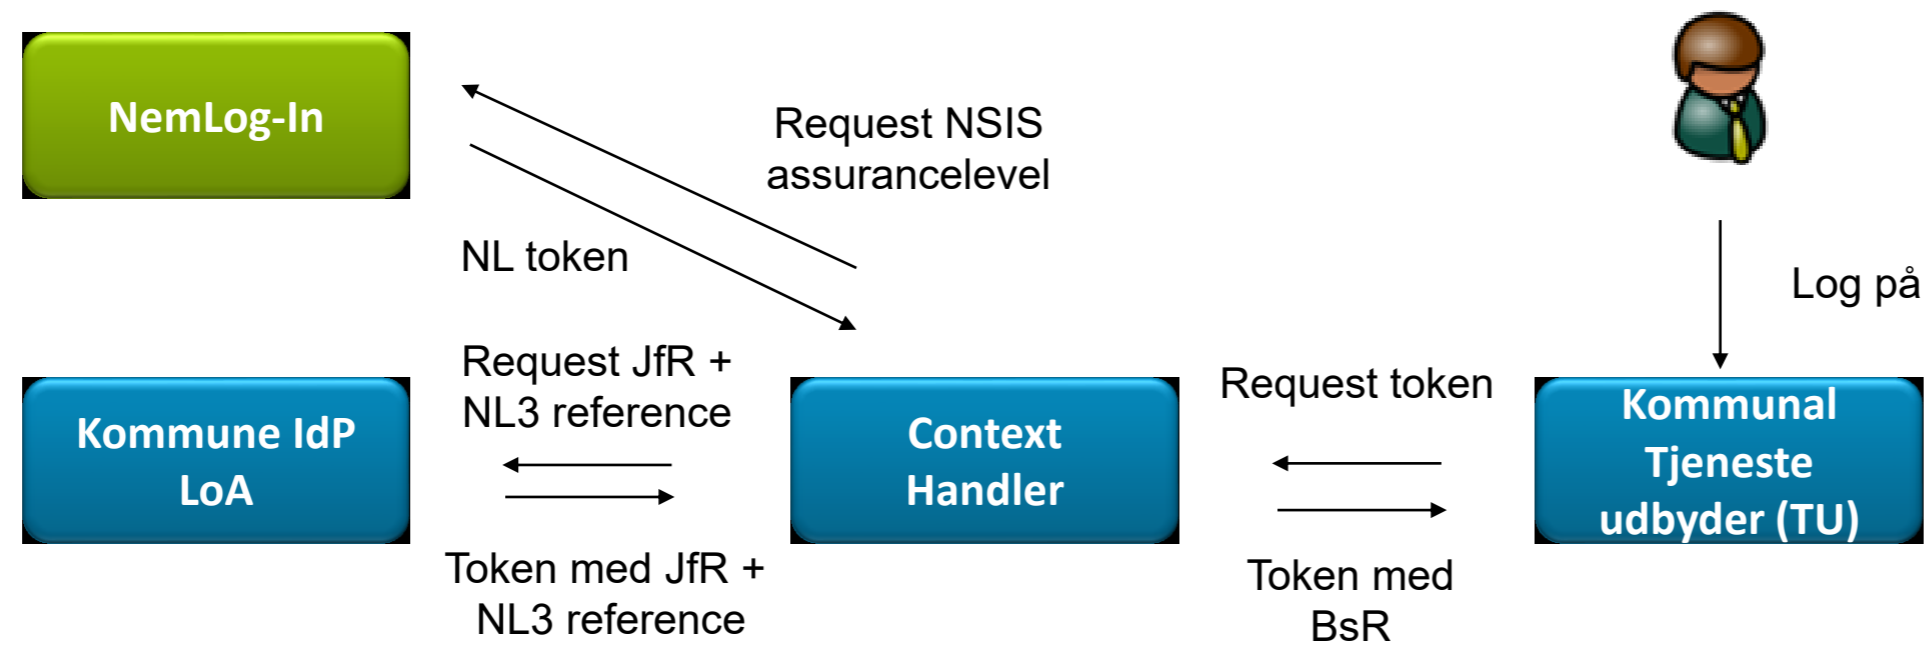 NemLog-In
Request NSIS
assurancelevel
NL token
Log på
Request JfR +
NL3 reference
Kommune IdP
LoA
Context
Handler
Request token
Kommunal
Tjeneste
udbyder (TU)
Token med JfR +
NL3 reference
Token med
BsR